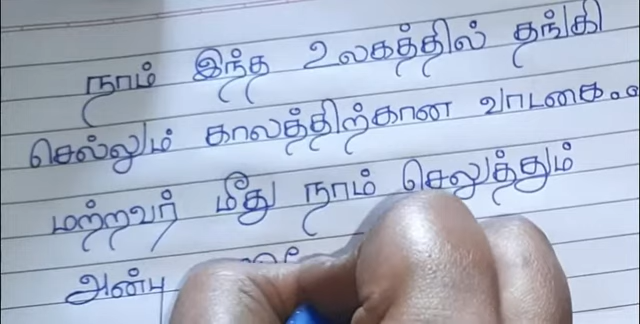 நாம் இந்த உலகத்தில் தங்கி
செல்லும் காலத்திற்கான வாடகை..
மற்றவர் மீது நாம் செலுத்தும்
அன்பு